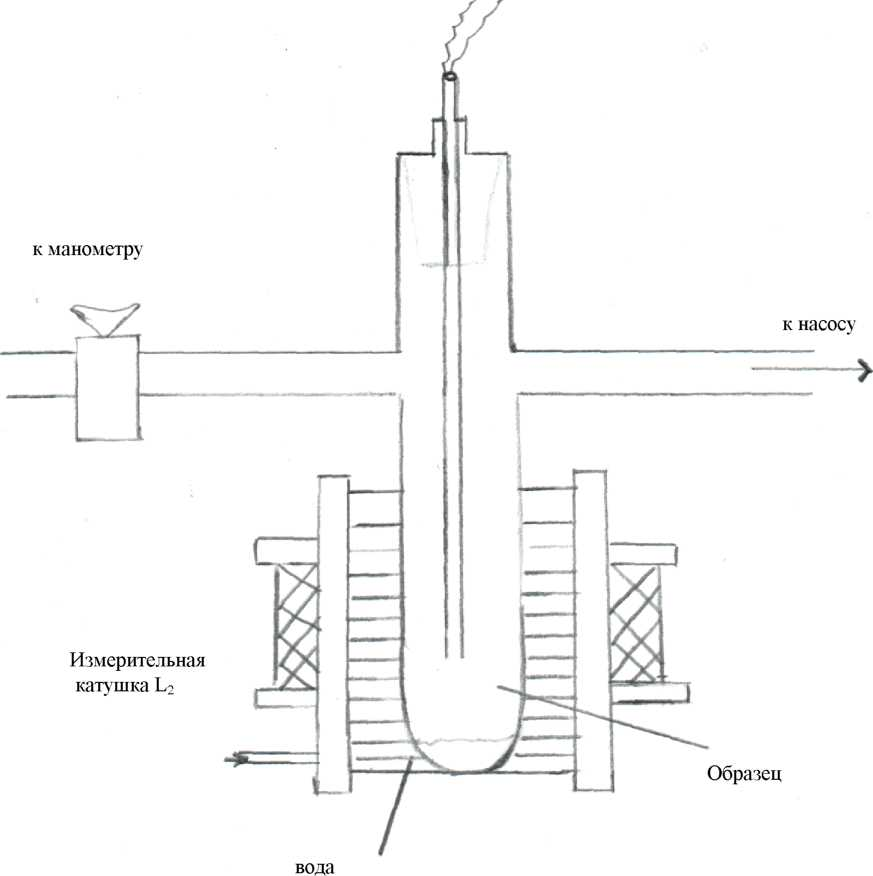 к манометру
к насосу
Измерительная
катушка L₂
Образец
вода